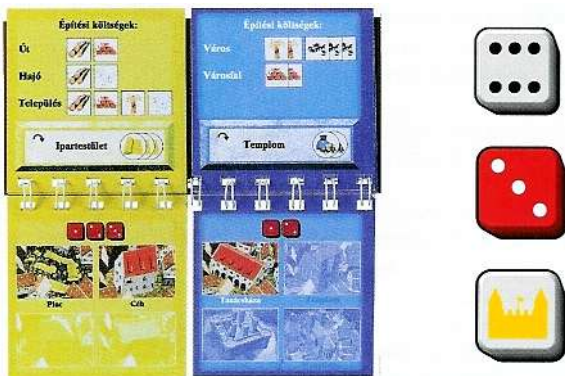 Építési költségek:
Út
Hajó
Település
Ipartestület
Piac
Céh
Építési költségek:
Város
Városfal
Templom
Tanácsháza